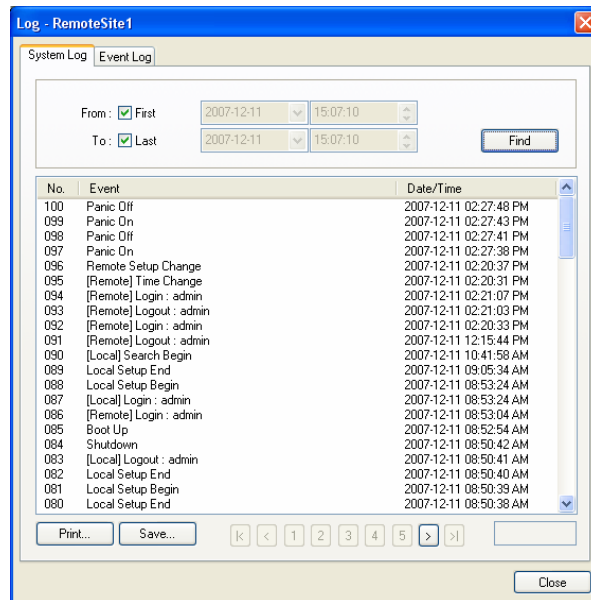 Log - RemoteSite1
System Log Event Log
From : First 2007-12-11 15:07:10
To : Last 2007-12-11 15:07:10 Find
No. Event Date/Time
100 Panic Off 2007-12-11 02:27:48 PM
099 Panic On 2007-12-11 02:27:43 PM
098 Panic Off 2007-12-11 02:27:41 PM
097 Panic On 2007-12-11 02:27:38 PM
096 Remote Setup Change 2007-12-11 02:20:37 PM
095 [Remote] Time Change 2007-12-11 02:20:31 PM
094 [Remote] Login : admin 2007-12-11 02:21:07 PM
093 [Remote] Logout : admin 2007-12-11 02:21:03 PM
092 [Remote] Login : admin 2007-12-11 02:20:33 PM
091 [Remote] Logout : admin 2007-12-11 12:15:44 PM
090 [Local] Search Begin 2007-12-11 10:41:58 AM
089 Local Setup End 2007-12-11 09:05:34 AM
088 Local Setup Begin 2007-12-11 08:53:24 AM
087 [Local] Login : admin 2007-12-11 08:53:24 AM
086 [Remote] Login : admin 2007-12-11 08:53:04 AM
085 Boot Up 2007-12-11 08:52:54 AM
084 Shutdown 2007-12-11 08:50:42 AM
083 [Local] Logout : admin 2007-12-11 08:50:41 AM
082 Local Setup End 2007-12-11 08:50:40 AM
081 Local Setup Begin 2007-12-11 08:50:39 AM
080 Local Setup End 2007-12-11 08:50:38 AM
Print... Save... 1 2 3 4 5
Close